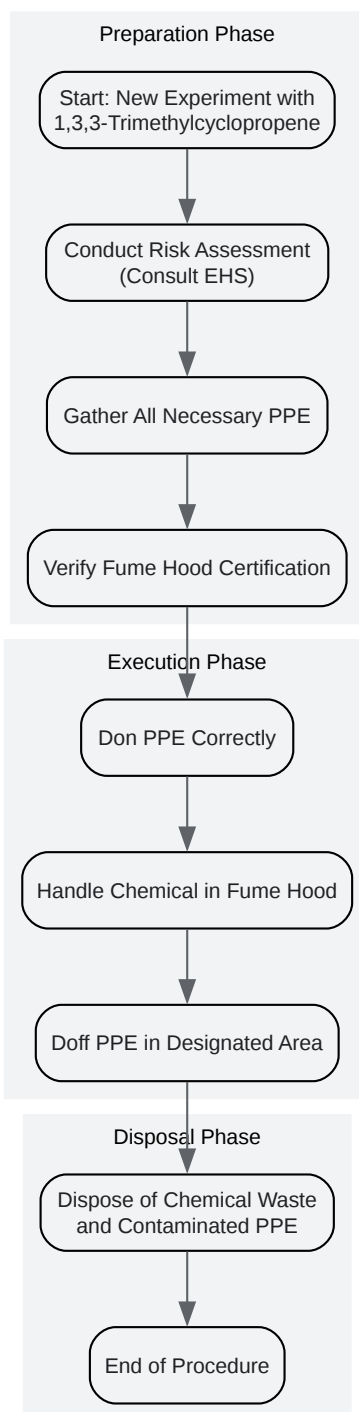 Preparation Phase
Start: New Experiment with
1,3,3-Trimethylcyclopropene
Conduct Risk Assessment
(Consult EHS)
Gather All Necessary PPE
Verify Fume Hood Certification
Execution Phase
Don PPE Correctly
Handle Chemical in Fume Hood
Doff PPE in Designated Area
Disposal Phase
Dispose of Chemical Waste
and Contaminated PPE
End of Procedure